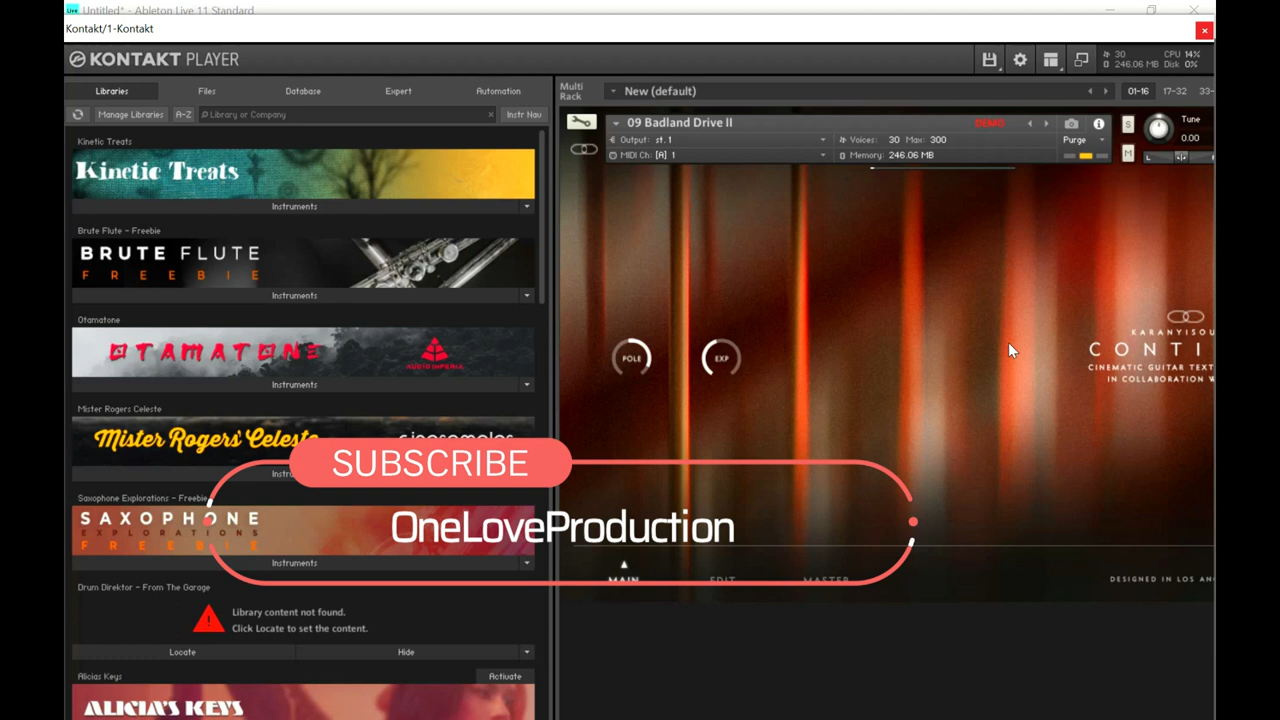 Untitled* - Ableton Live 11 Standard
Kontakt/1-Kontakt
KONTAKT PLAYER
30
246.06 MB
CPU 14%
Disk 0%
Libraries
Files
Database
Expert
Automation
Manage Libraries
A-Z
Library or Company
Instr Nav
Multi
Rack
New (default)
01-16
17-32
33-
Kinetic Treats
Kinetic Treats
Instruments
Brute Flute - Freebie
BRUTE FLUTE
FREEBIE
Instruments
Otamatone
OTAMATONE
AUDIO IMPERIA
Instruments
Mister Rogers Celeste
Mister Rogers' Celeste
Saxophone Explorations - Freebie
SAXOPHONE
EXPLORATIONS
FREEBIE
Instruments
Drum Direktor - From The Garage
Library content not found.
Click Locate to set the content.
Locate
Hide
Alicias Keys
Activate
ALICIA'S KEYS
09 Badland Drive II
DEMO
Output: st.1
Voices: 30 Max: 300
Purge
MIDI Ch: [A] 1
Memory: 246.06 MB
S
M
Tune
0.00
L
POLE
EXP
KARANYISOU
CONTI
CINEMATIC GUITAR TEXT
IN COLLABORATION W
MAIN
EDIT
MASTER
DESIGNED IN LOS AN
SUBSCRIBE
OneLoveProduction